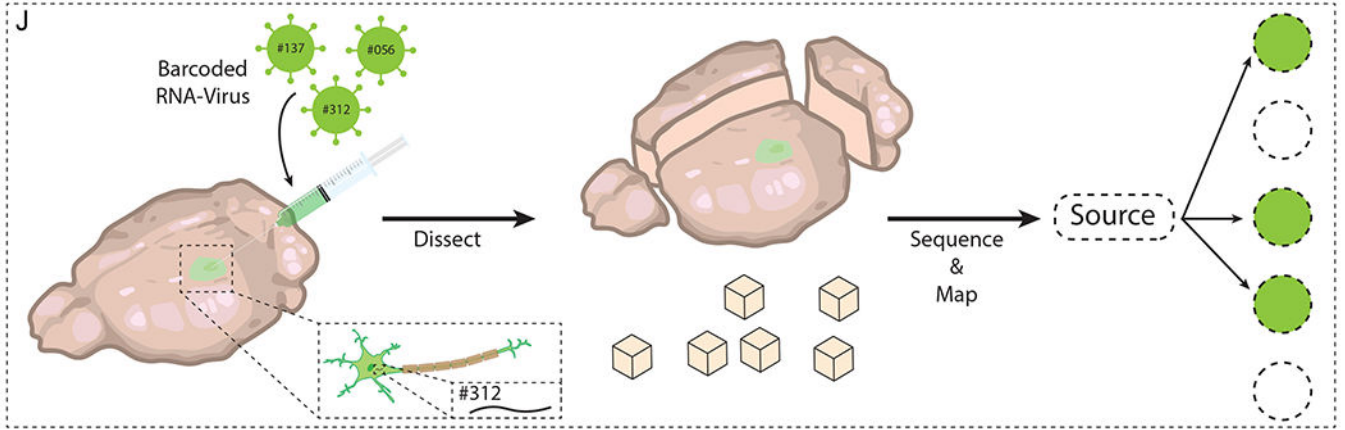 J
#137
#056
Barcoded
RNA-Virus
#312
Dissect
#312
Sequence
&
Map
Source